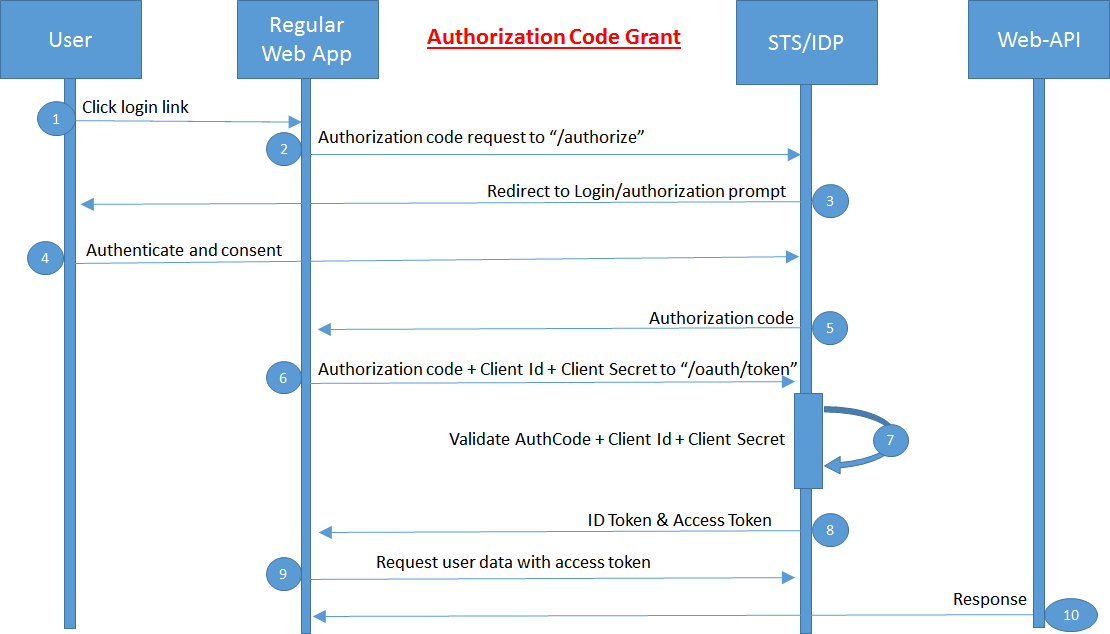 User
Regular
Web App
Authorization Code Grant
STS/IDP
Web-API
Click login link
1
Authorization code request to “/authorize”
2
Redirect to Login/authorization prompt
3
Authenticate and consent
4
Authorization code
5
Authorization code + Client Id + Client Secret to “/oauth/token”
6
Validate AuthCode + Client Id + Client Secret
7
ID Token & Access Token
8
Request user data with access token
9
Response
10